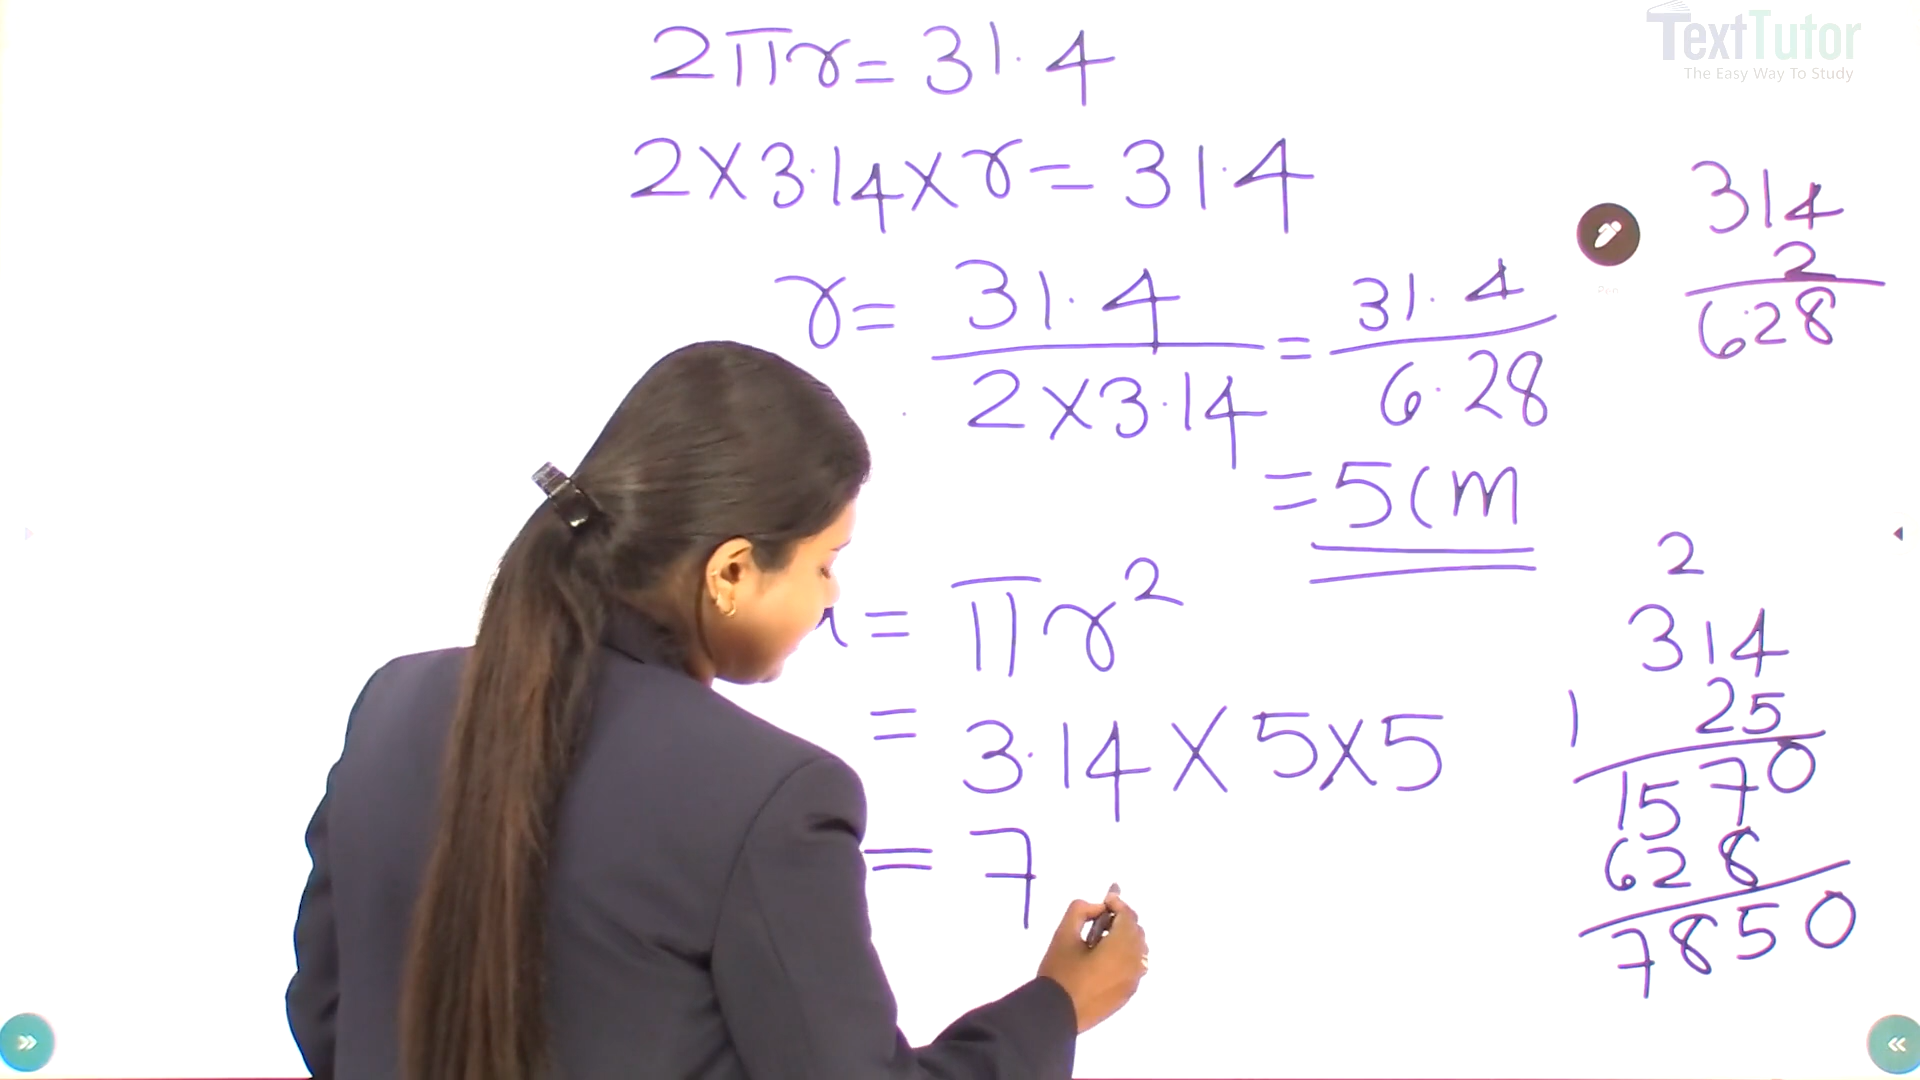 TextTutor
The Easy Way To Study
2πr = 31.4
2×3.14×r = 31.4
r = 31.4 / 2×3.14 = 31.4 / 6.28
= 5cm
= πr²
= 3.14 × 5×5
= 7
314
2
6.28
2
314
1 25
1570
628
7850